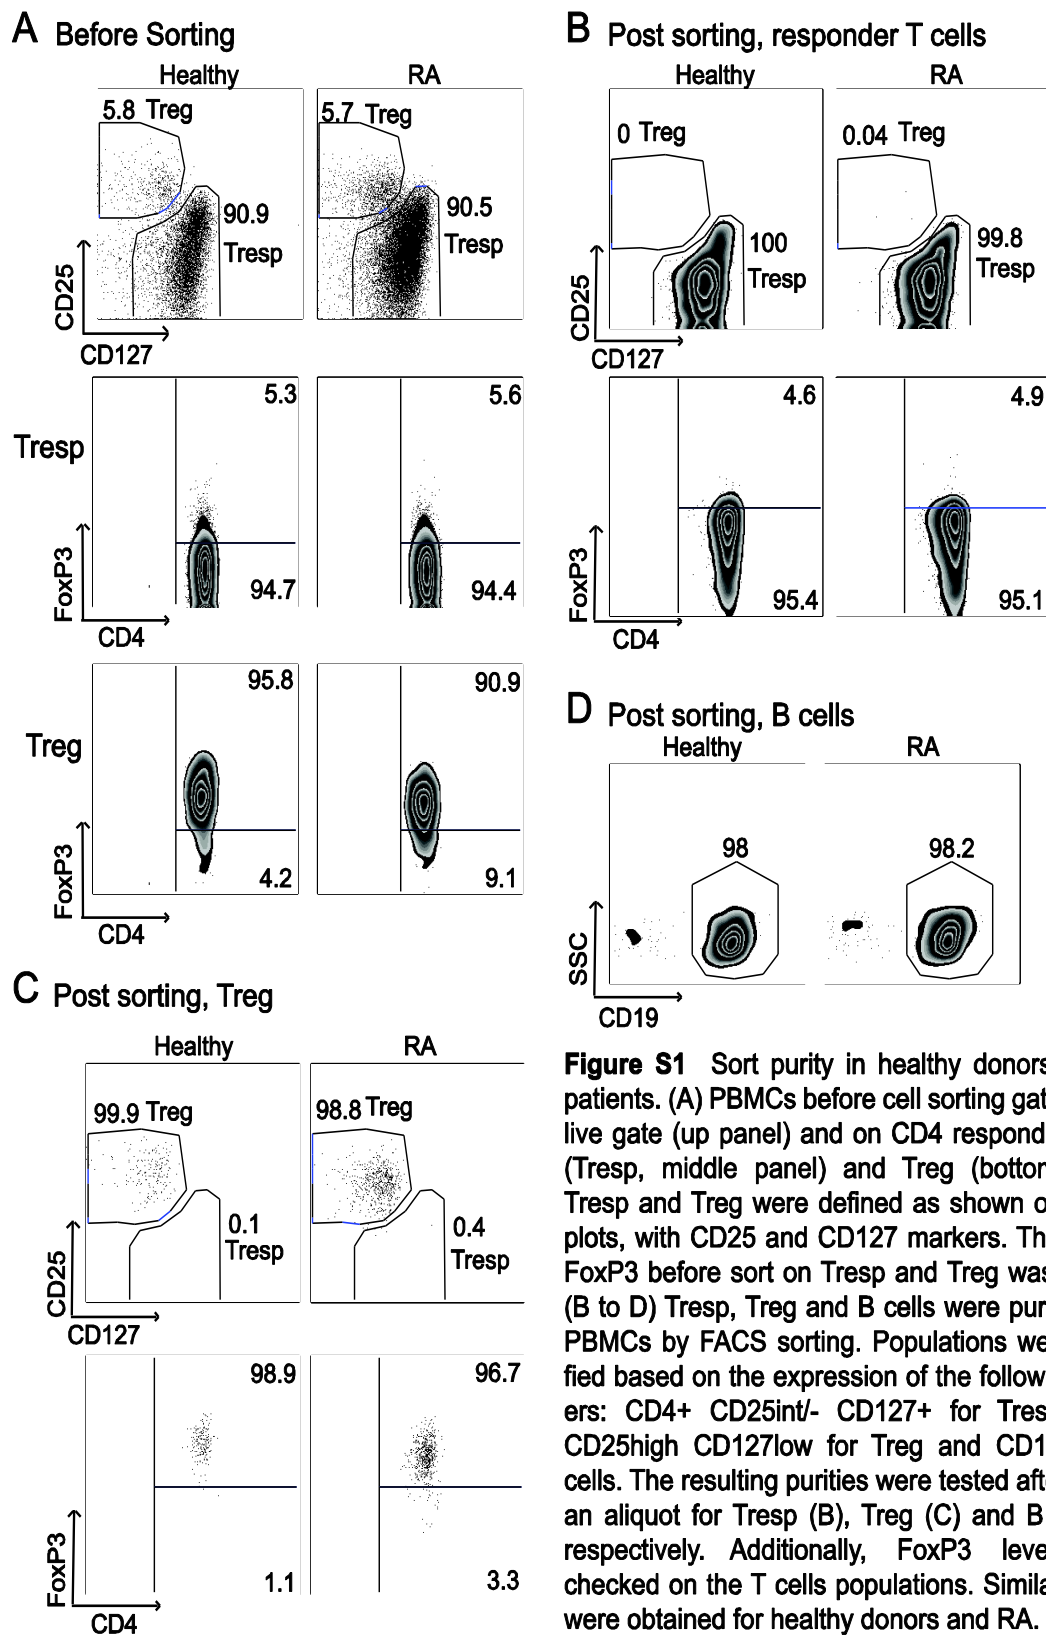 A Before Sorting
Healthy
RA
5.8 Treg
5.7 Treg
90.9
Tresp
90.5
Tresp
CD25
CD127
Tresp
5.3
5.6
94.7
94.4
FoxP3
CD4
Treg
95.8
90.9
4.2
9.1
FoxP3
CD4
B Post sorting, responder T cells
Healthy
RA
0 Treg
0.04 Treg
100
Tresp
99.8
Tresp
CD25
CD127
4.6
4.9
95.4
95.1
FoxP3
CD4
C Post sorting, Treg
Healthy
RA
99.9 Treg
98.8 Treg
0.1
Tresp
0.4
Tresp
CD25
CD127
98.9
96.7
1.1
3.3
FoxP3
CD4
D Post sorting, B cells
Healthy
RA
98
98.2
SSC
CD19
Figure S1 Sort purity in healthy donors
patients. (A) PBMCs before cell sorting gat
live gate (up panel) and on CD4 respond
(Tresp, middle panel) and Treg (bottom
Tresp and Treg were defined as shown o
plots, with CD25 and CD127 markers. Th
FoxP3 before sort on Tresp and Treg was
(B to D) Tresp, Treg and B cells were pur
PBMCs by FACS sorting. Populations we
fied based on the expression of the follow
ers: CD4+ CD25int/- CD127+ for Tres
CD25high CD127low for Treg and CD1
cells. The resulting purities were tested afte
an aliquot for Tresp (B), Treg (C) and B
respectively. Additionally, FoxP3 leve
checked on the T cells populations. Simila
were obtained for healthy donors and RA.